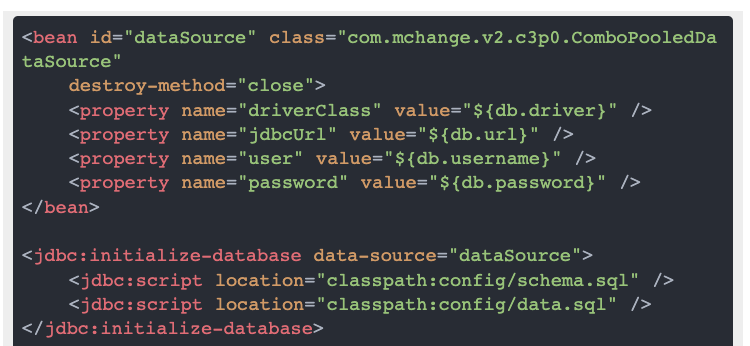 <bean id="dataSource" class="com.mchange.v2.c3p0.ComboPooledDa
taSource"
    destroy-method="close">
    <property name="driverClass" value="${db.driver}" />
    <property name="jdbcUrl" value="${db.url}" />
    <property name="user" value="${db.username}" />
    <property name="password" value="${db.password}" />
</bean>

<jdbc:initialize-database data-source="dataSource">
    <jdbc:script location="classpath:config/schema.sql" />
    <jdbc:script location="classpath:config/data.sql" />
</jdbc:initialize-database>